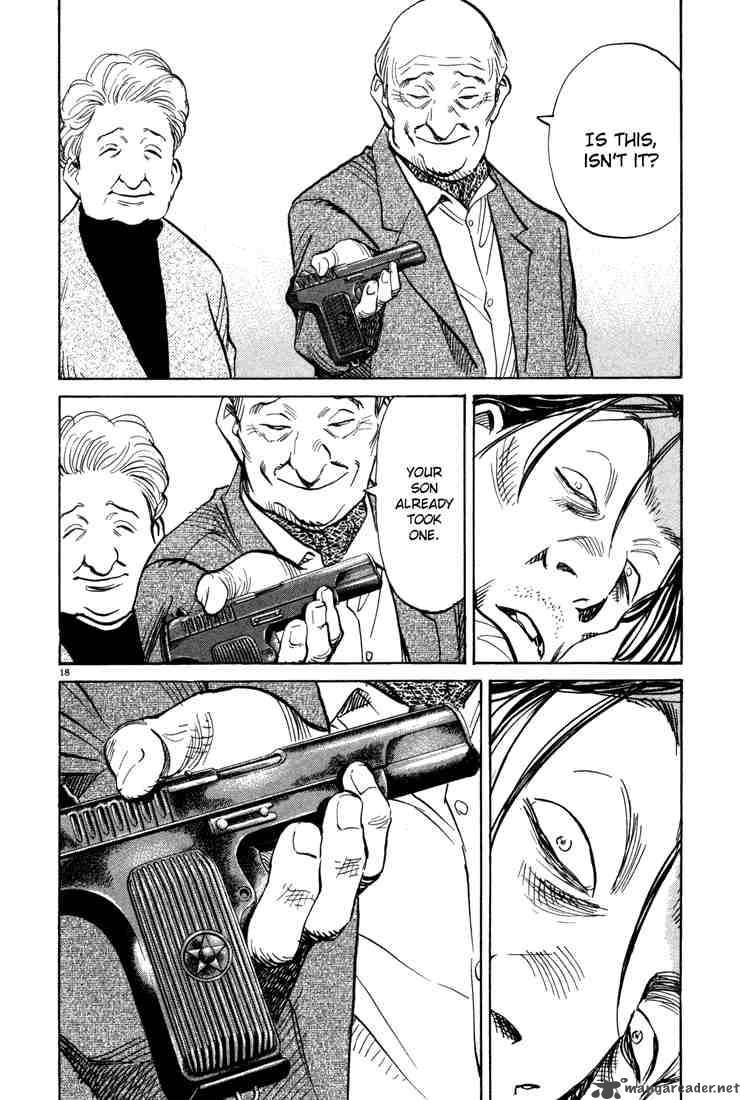 IS THIS,
ISN'T IT?
YOUR
SON
ALREADY
TOOK
ONE.
18
mangareader.net